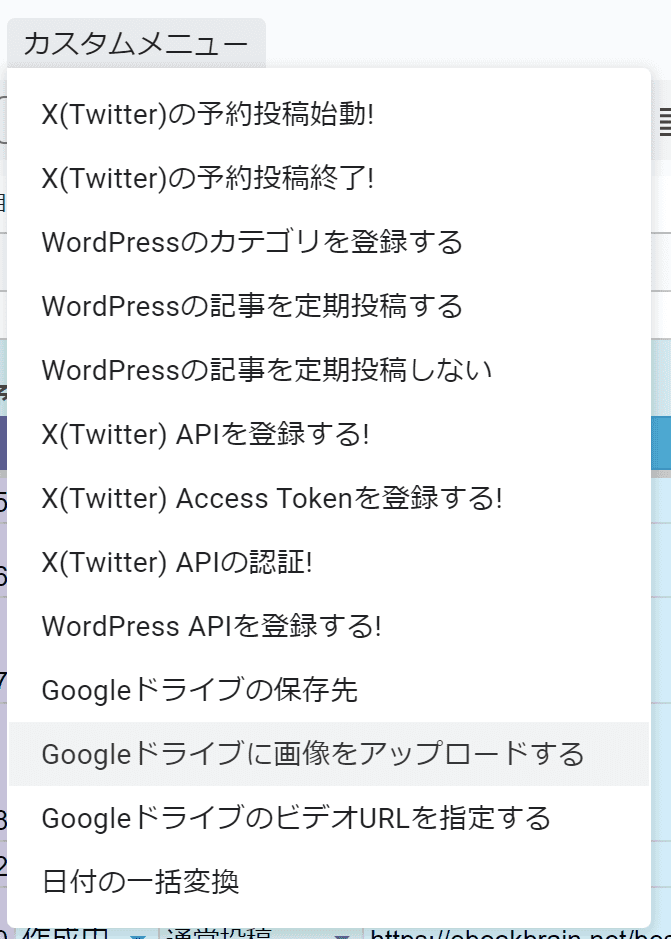 カスタムメニュー
X(Twitter)の予約投稿始動!
X(Twitter)の予約投稿終了!
WordPressのカテゴリを登録する
WordPressの記事を定期投稿する
WordPressの記事を定期投稿しない
X(Twitter) APIを登録する!
X(Twitter) Access Tokenを登録する!
X(Twitter) APIの認証!
WordPress APIを登録する!
Googleドライブの保存先
Googleドライブに画像をアップロードする
GoogleドライブのビデオURLを指定する
日付の一括変換
作成中 通常投稿